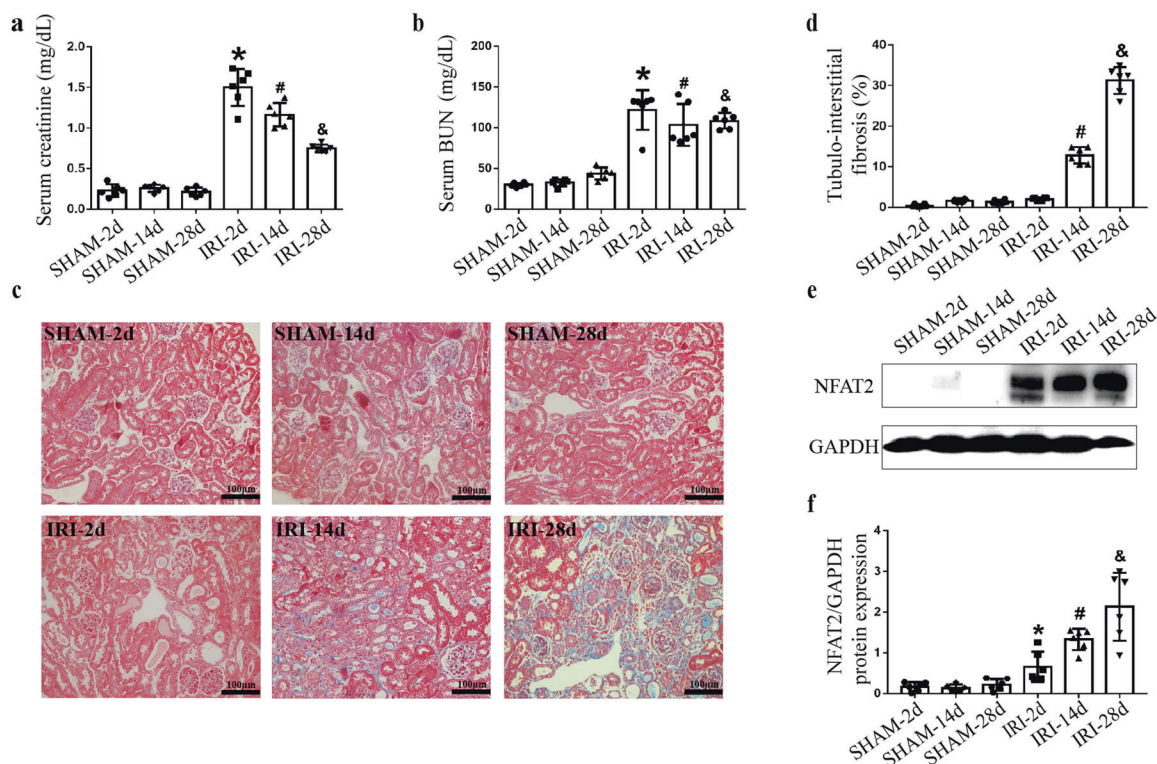 a
Serum creatinine (mg/dL)
2.0
1.5
1.0
0.5
0.0
*
#
&
SHAM-2d
SHAM-14d
SHAM-28d
IRI-2d
IRI-14d
IRI-28d
b
Serum BUN (mg/dL)
200
150
100
50
0
*
#
&
SHAM-2d
SHAM-14d
SHAM-28d
IRI-2d
IRI-14d
IRI-28d
d
Tubulo-interstitial
fibrosis (%)
40
30
20
10
0
#
&
SHAM-2d
SHAM-14d
SHAM-28d
IRI-2d
IRI-14d
IRI-28d
c
SHAM-2d
100μm
SHAM-14d
100μm
SHAM-28d
100μm
IRI-2d
100μm
IRI-14d
100μm
IRI-28d
100μm
e
SHAM-2d
SHAM-14d
SHAM-28d
IRI-2d
IRI-14d
IRI-28d
NFAT2
GAPDH
f
NFAT2/GAPDH
protein expression
4
3
2
1
0
*
#
&
SHAM-2d
SHAM-14d
SHAM-28d
IRI-2d
IRI-14d
IRI-28d